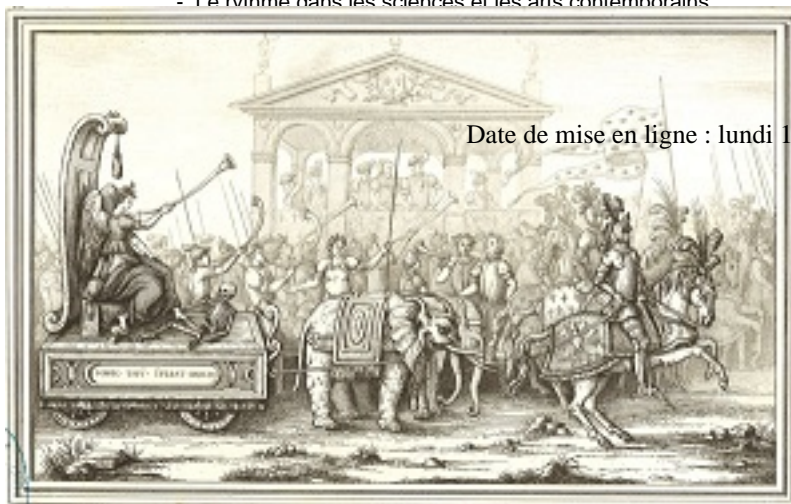 - Le rythme dans les sciences et les arts contemporains
Date de mise en ligne : lundi 1